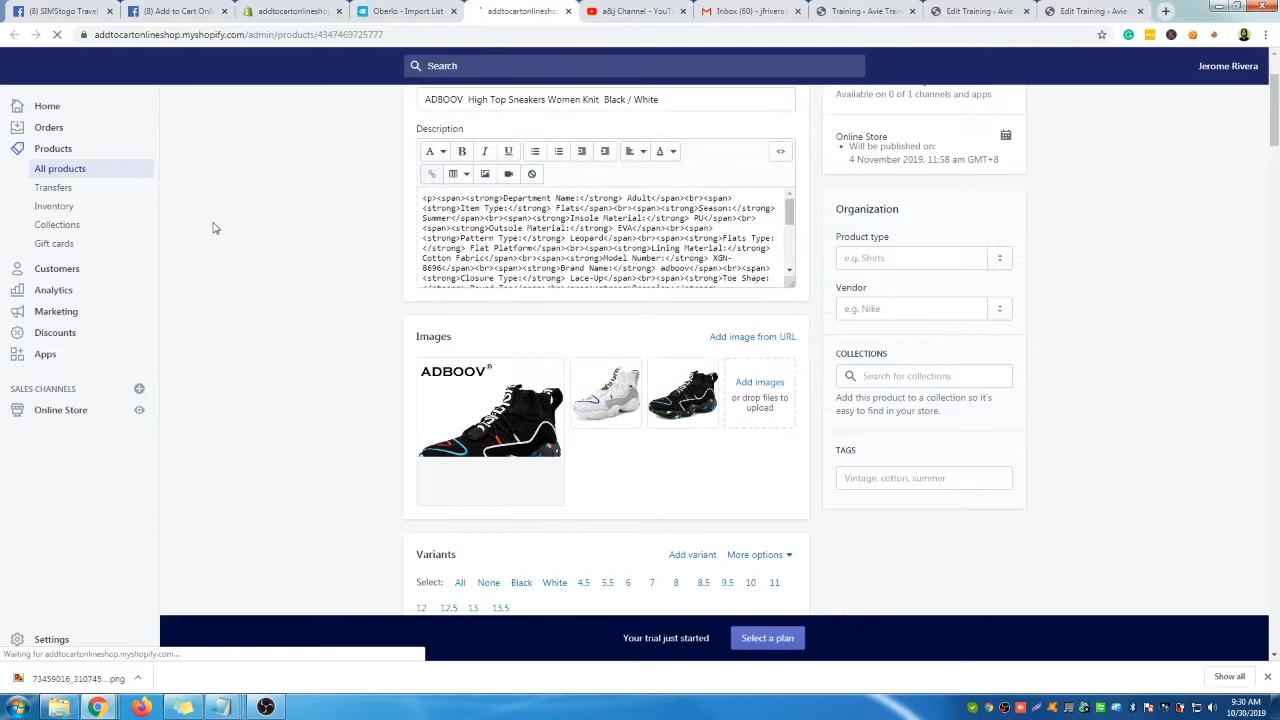 (8) SIMStogo Trave
(8) Add to Cart Onlin
addtocartonlineshop
Oberlo - Import List
addtocartonlineshop
a&j Channel - YouT
Inbox (0) - jfrivera
Training ‹ Avie Trai
Edit Training ‹ Avie
Edit Training ‹ Avie
addtocartonlineshop.myshopify.com/admin/products/4347469725777
Search
Jerome Rivera
Home
Orders
Products
All products
Transfers
Inventory
Collections
Gift cards
Customers
Analytics
Marketing
Discounts
Apps
SALES CHANNELS
Online Store
Settings
ADBOOV High Top Sneakers Women Knit Black / White
Description
A B I U A <>
<p><span><strong>Department Name:</strong> Adult</span><br><span>
<strong>Item Type:</strong> Flats</span><br><span><strong>Season:</strong>
Summer</span><br><span><strong>Insole Material:</strong> PU</span><br>
<span><strong>Outsole Material:</strong> EVA</span><br><span>
<strong>Pattern Type:</strong> Leopard</span><br><span><strong>Flats Type:
</strong> Flat Platform</span><br><span><strong>Lining Material:</strong>
Cotton Fabric</span><br><span><strong>Model Number:</strong> XGN-
8696</span><br><span><strong>Brand Name:</strong> adboov</span><br>
<span><strong>Closure Type:</strong> Lace-Up</span><br><span><strong>Toe Shape:
Images
Add image from URL
ADBOOV®
Add images
or drop files to
upload
Variants
Add variant
More options
Select: All None Black White 4.5 5.5 6 7 8 8.5 9.5 10 11
12 12.5 13 13.5
Available on 0 of 1 channels and apps
Online Store
Will be published on:
4 November 2019, 11:58 am GMT+8
Organization
Product type
e.g. Shirts
Vendor
e.g. Nike
COLLECTIONS
Search for collections
Add this product to a collection so it's
easy to find in your store.
TAGS
Vintage, cotton, summer
Your trial just started
Select a plan
Waiting for addtocartonlineshop.myshopify.com...
73459016_310745....png
Show all
9:30 AM
10/30/2019